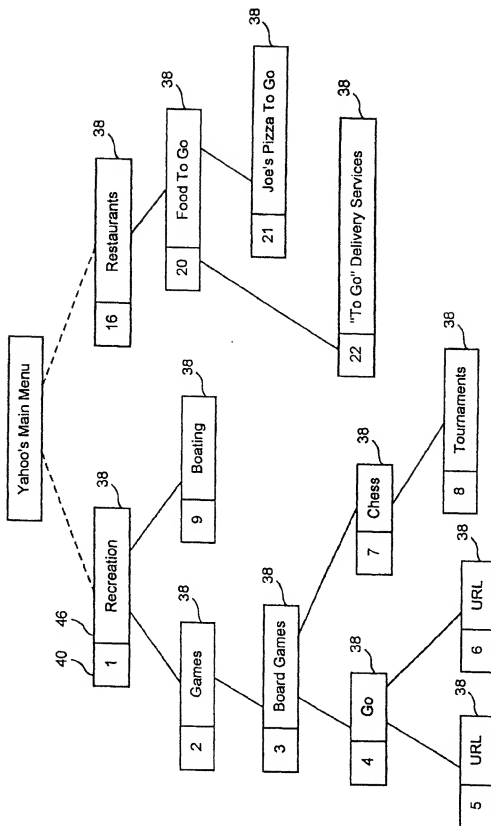 Yahoo's Main Menu
40
46
1 Recreation
38
16 Restaurants
38
2 Games
38
9 Boating
38
20 Food To Go
38
3 Board Games
38
22 "To Go" Delivery Services
38
21 Joe's Pizza To Go
38
4 Go
38
7 Chess
38
5 URL
38
6 URL
38
8 Tournaments
38